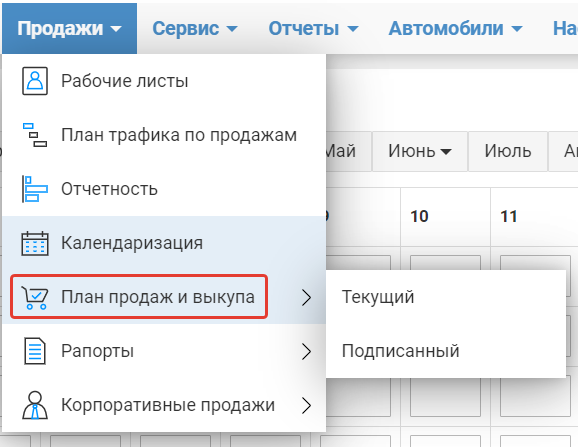 Продажи Сервис Отчеты Автомобили
Рабочие листы
План трафика по продажам
Май Июнь Июль
Отчетность
10 11
Календаризация
План продаж и выкупа
Текущий
Рапорты
Подписанный
Корпоративные продажи